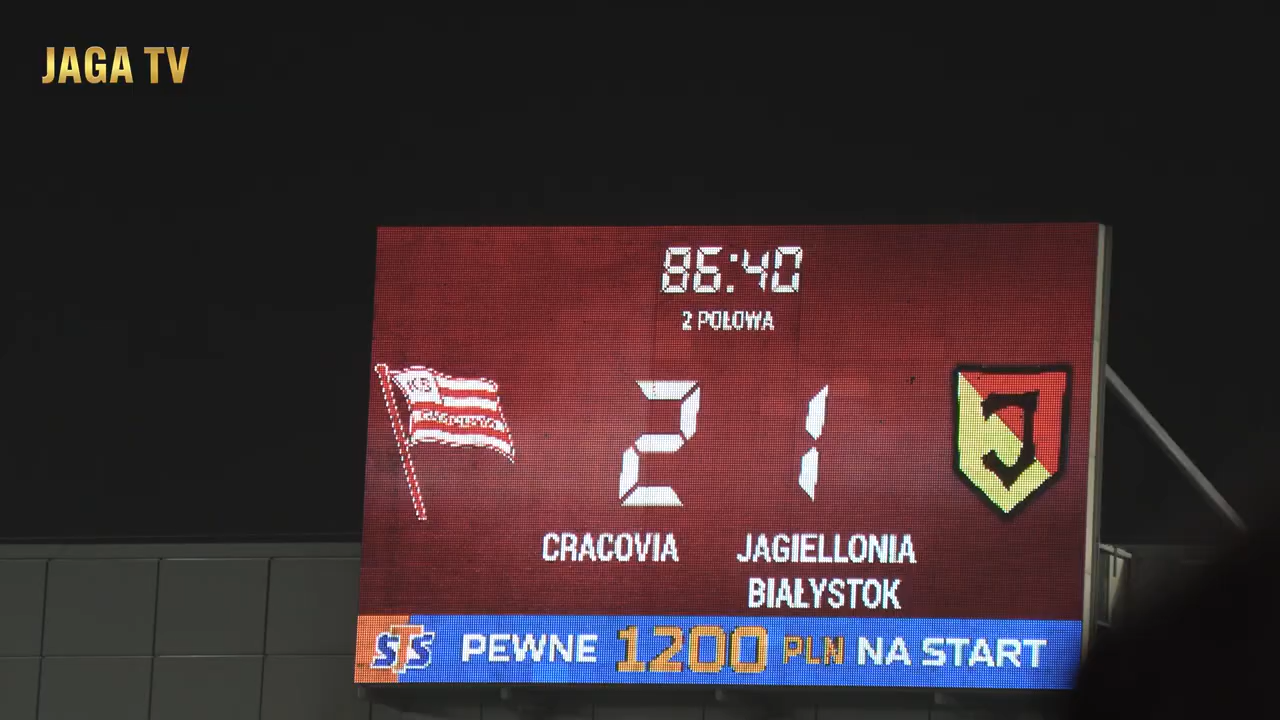 JAGA TV
86:40
2 POŁOWA
2 1
CRACOVIA
JAGIELLONIA
BIAŁYSTOK
J
STS PEWNE 1200 PLN NA START